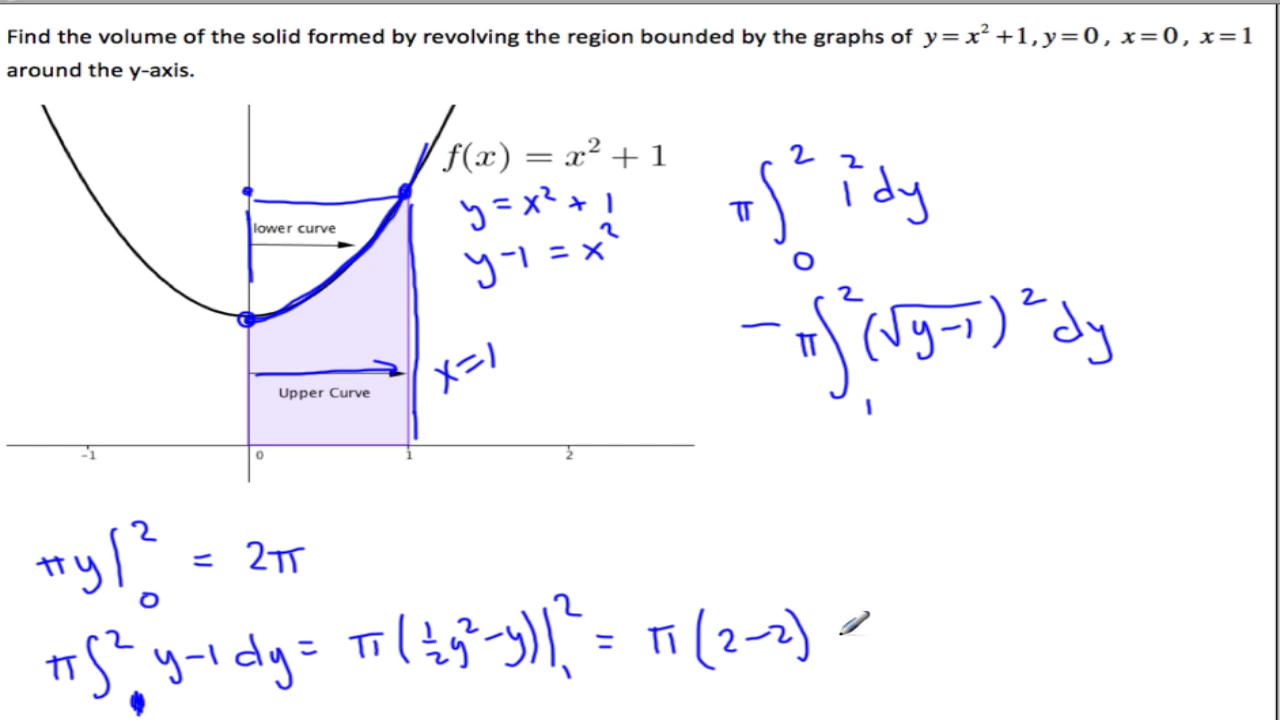 Find the volume of the solid formed by revolving the region bounded by the graphs of y = x² + 1, y = 0, x = 0, x = 1
around the y-axis.
f(x) = x² + 1
y = x² + 1
y − 1 = x²
π∫₀² 1² dy
lower curve
− π∫₁² (√(y−1))² dy
x = 1
Upper Curve
-1 0 1 2
πy|₀² = 2π
π∫² y−1 dy = π(½y² − y)|₁² = π(2−2)